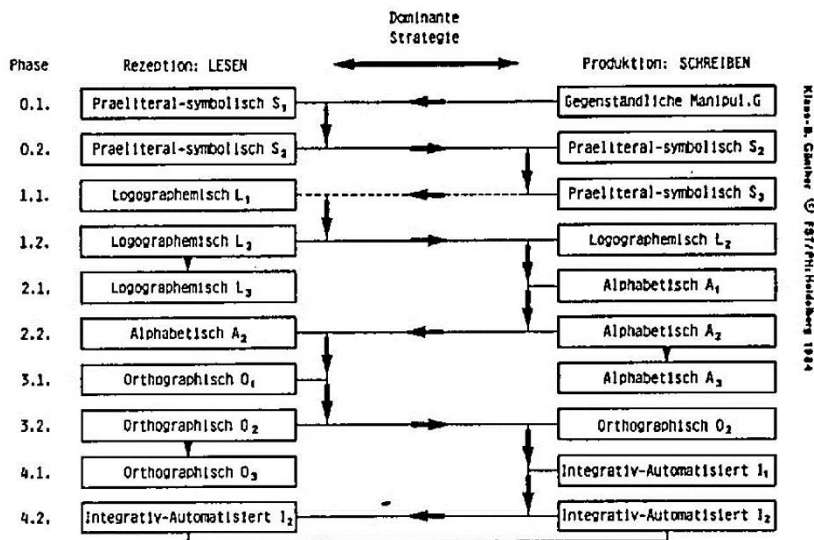 Dominante
Strategie
Phase Rezeption: LESEN Produktion: SCHREIBEN
0.1. Praeliteral-symbolisch S₁ Gegenständliche Manipul.G
0.2. Praeliteral-symbolisch S₂ Praeliteral-symbolisch S₂
1.1. Logographemisch L₁ Praeliteral-symbolisch S₃
1.2. Logographemisch L₂ Logographemisch L₂
2.1. Logographemisch L₃ Alphabetisch A₁
2.2. Alphabetisch A₂ Alphabetisch A₂
3.1. Orthographisch O₁ Alphabetisch A₃
3.2. Orthographisch O₂ Orthographisch O₂
4.1. Orthographisch O₃ Integrativ-Automatisiert I₁
4.2. Integrativ-Automatisiert I₂ Integrativ-Automatisiert I₂
Klaus-B. Günther © FST/PH:Heidelberg 1984